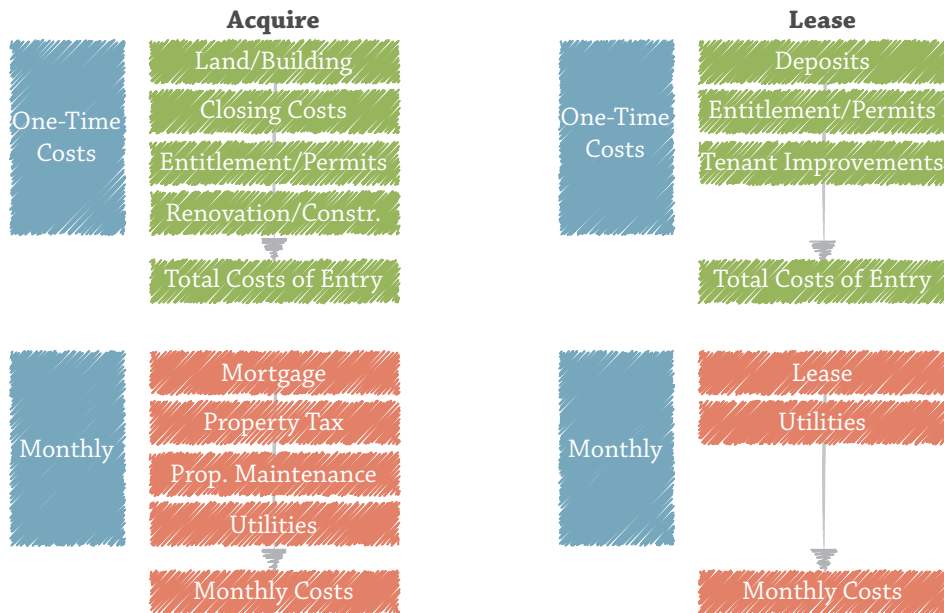 Acquire
One-Time
Costs
Land/Building
Closing Costs
Entitlement/Permits
Renovation/Constr.
Total Costs of Entry
Monthly
Mortgage
Property Tax
Prop. Maintenance
Utilities
Monthly Costs
Lease
One-Time
Costs
Deposits
Entitlement/Permits
Tenant Improvements
Total Costs of Entry
Monthly
Lease
Utilities
Monthly Costs